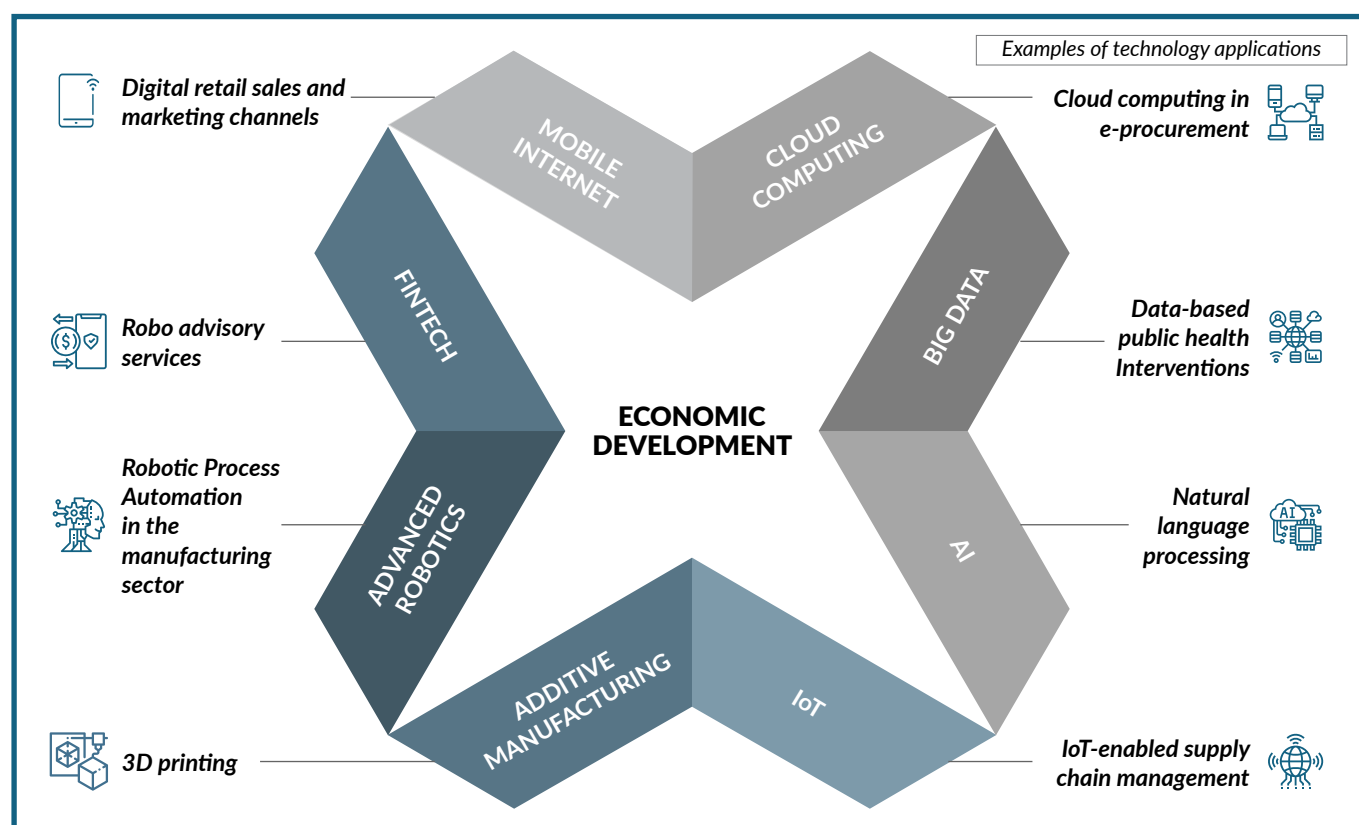 Examples of technology applications
Digital retail sales and
marketing channels
MOBILE
INTERNET
CLOUD
COMPUTING
Cloud computing in
e-procurement
FINTECH
BIG DATA
Robo advisory
services
Data-based
public health
Interventions
ECONOMIC
DEVELOPMENT
Robotic Process
Automation
in the
manufacturing
sector
ADVANCED
ROBOTICS
AI
Natural
language
processing
AI
ADDITIVE
MANUFACTURING
IoT
3D printing
IoT-enabled supply
chain management